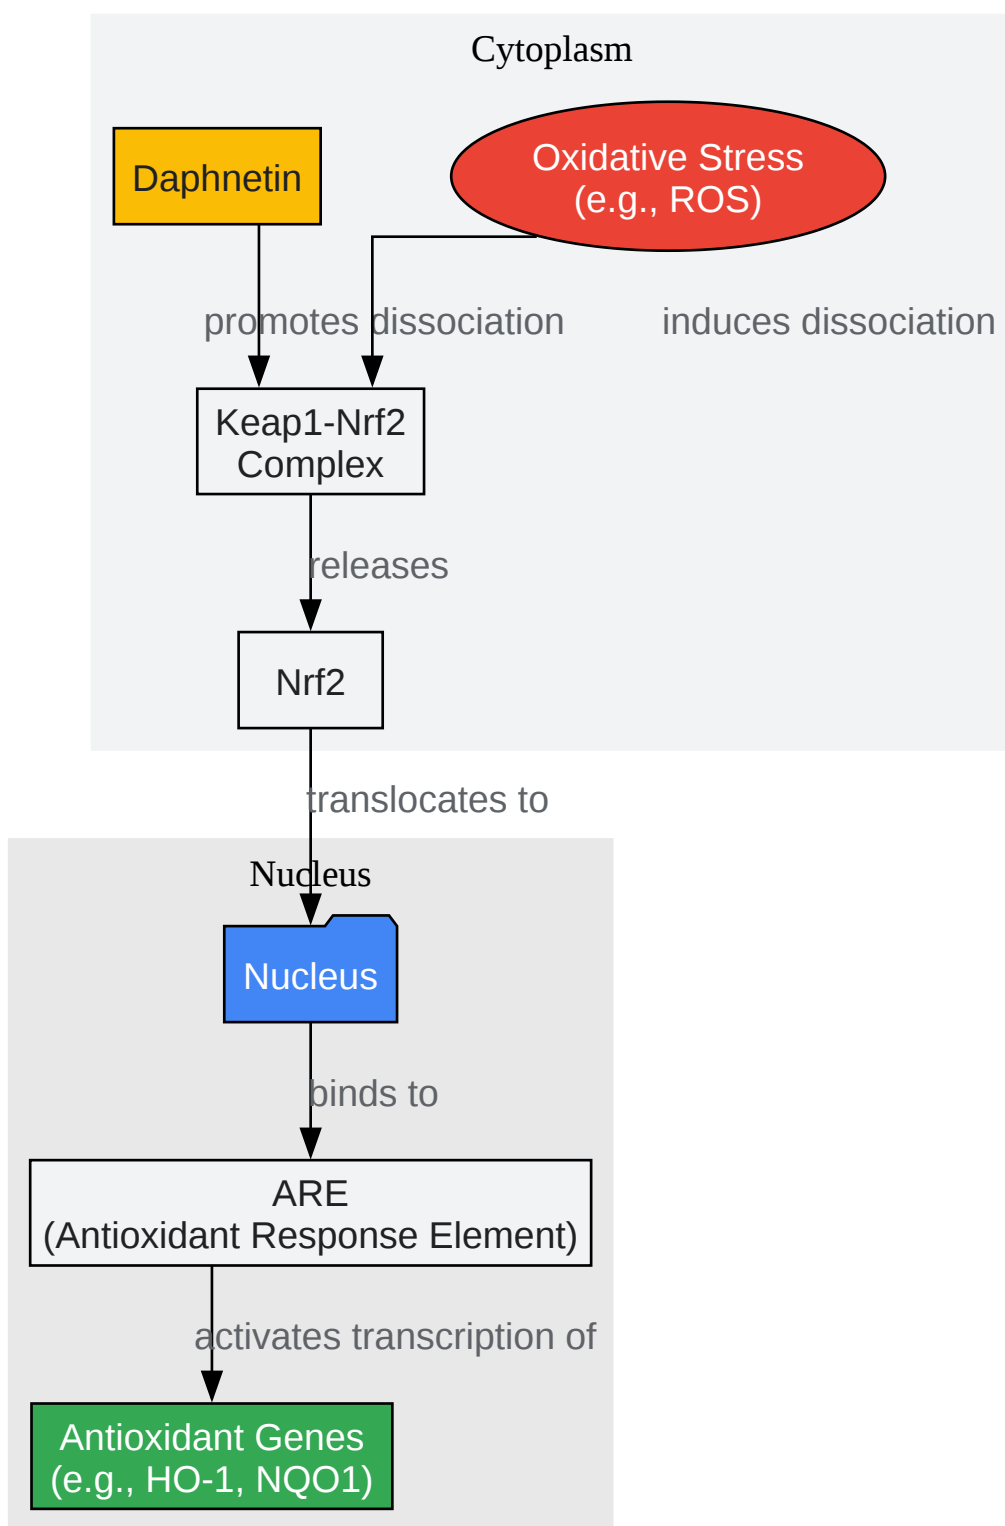 Cytoplasm
Daphnetin
Oxidative Stress
(e.g., ROS)
promotes dissociation
induces dissociation
Keap1-Nrf2
Complex
releases
Nrf2
translocates to
Nucleus
Nucleus
binds to
ARE
(Antioxidant Response Element)
activates transcription of
Antioxidant Genes
(e.g., HO-1, NQO1)